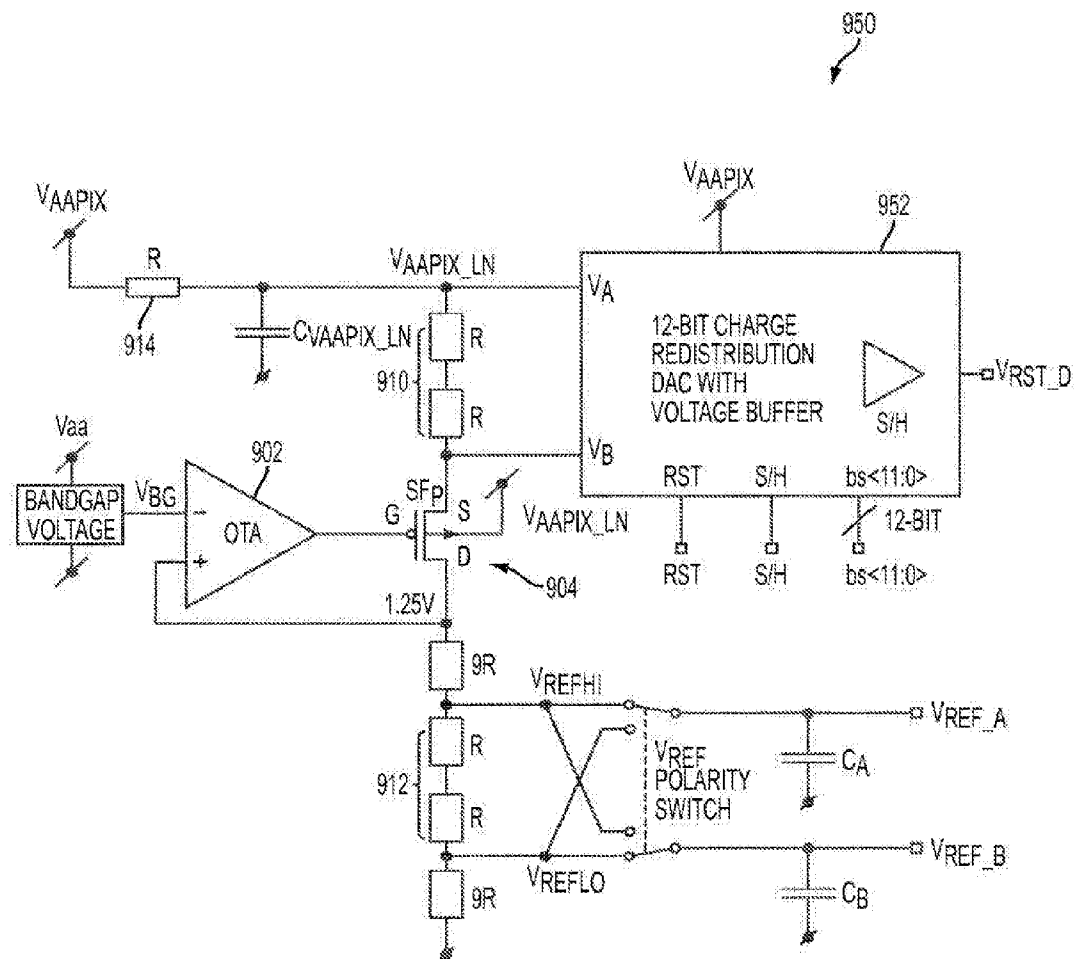 950
VAAPIX
VAAPIX
952
R
VAAPIX_LN
VA
914
CVAAPIX_LN
R
12-BIT CHARGE
REDISTRIBUTION
DAC WITH
VOLTAGE BUFFER
910
VRST_D
R
S/H
Vaa
902
VB
BANDGAP
VOLTAGE
VBG
-
SFP
S
RST
S/H
bs<11:0>
G
VAAPIX_LN
12-BIT
OTA
D
+
904
RST
S/H
bs<11:0>
1.25V
9R
VREFHI
VREF_A
R
VREF
POLARITY
SWITCH
CA
912
R
VREF_B
VREFLO
9R
CB